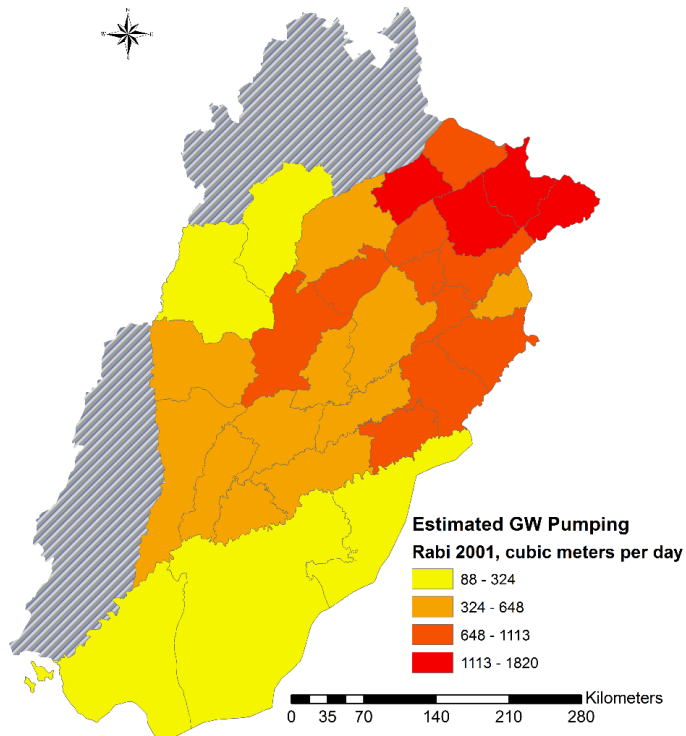 N
W E
S
Estimated GW Pumping
Rabi 2001, cubic meters per day
88 - 324
324 - 648
648 - 1113
1113 - 1820
Kilometers
0 35 70 140 210 280